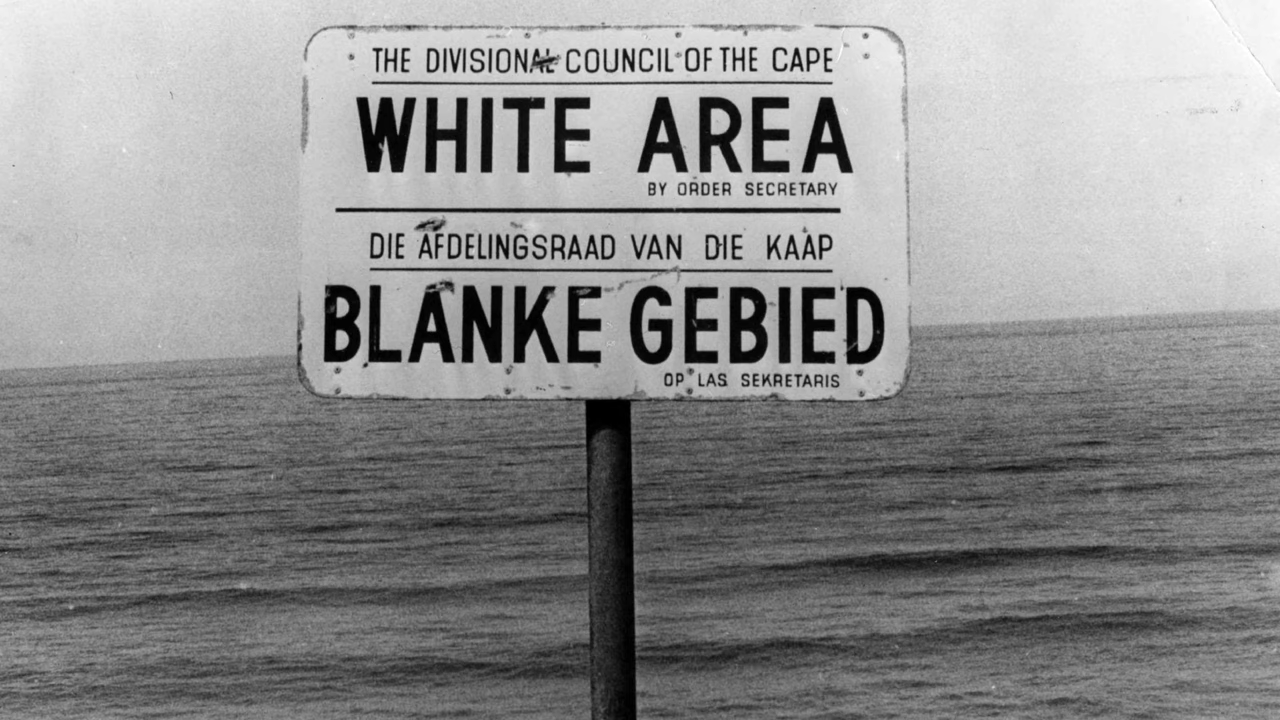 THE DIVISIONAL COUNCIL OF THE CAPE
WHITE AREA
BY ORDER SECRETARY
DIE AFDELINGSRAAD VAN DIE KAAP
BLANKE GEBIED
OP LAS SEKRETARIS